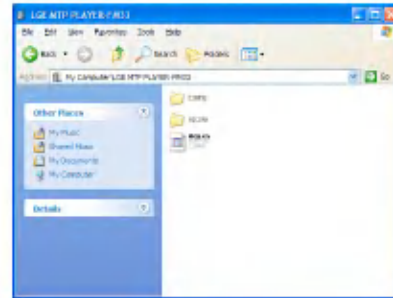 LGE MTP PLAYER-FM33
File Edit View Favorites Tools Help
Back Search Folders
Address My Computer\LGE MTP PLAYER-FM33 Go
Other Places
My Music
Shared Music
My Documents
My Computer
Details